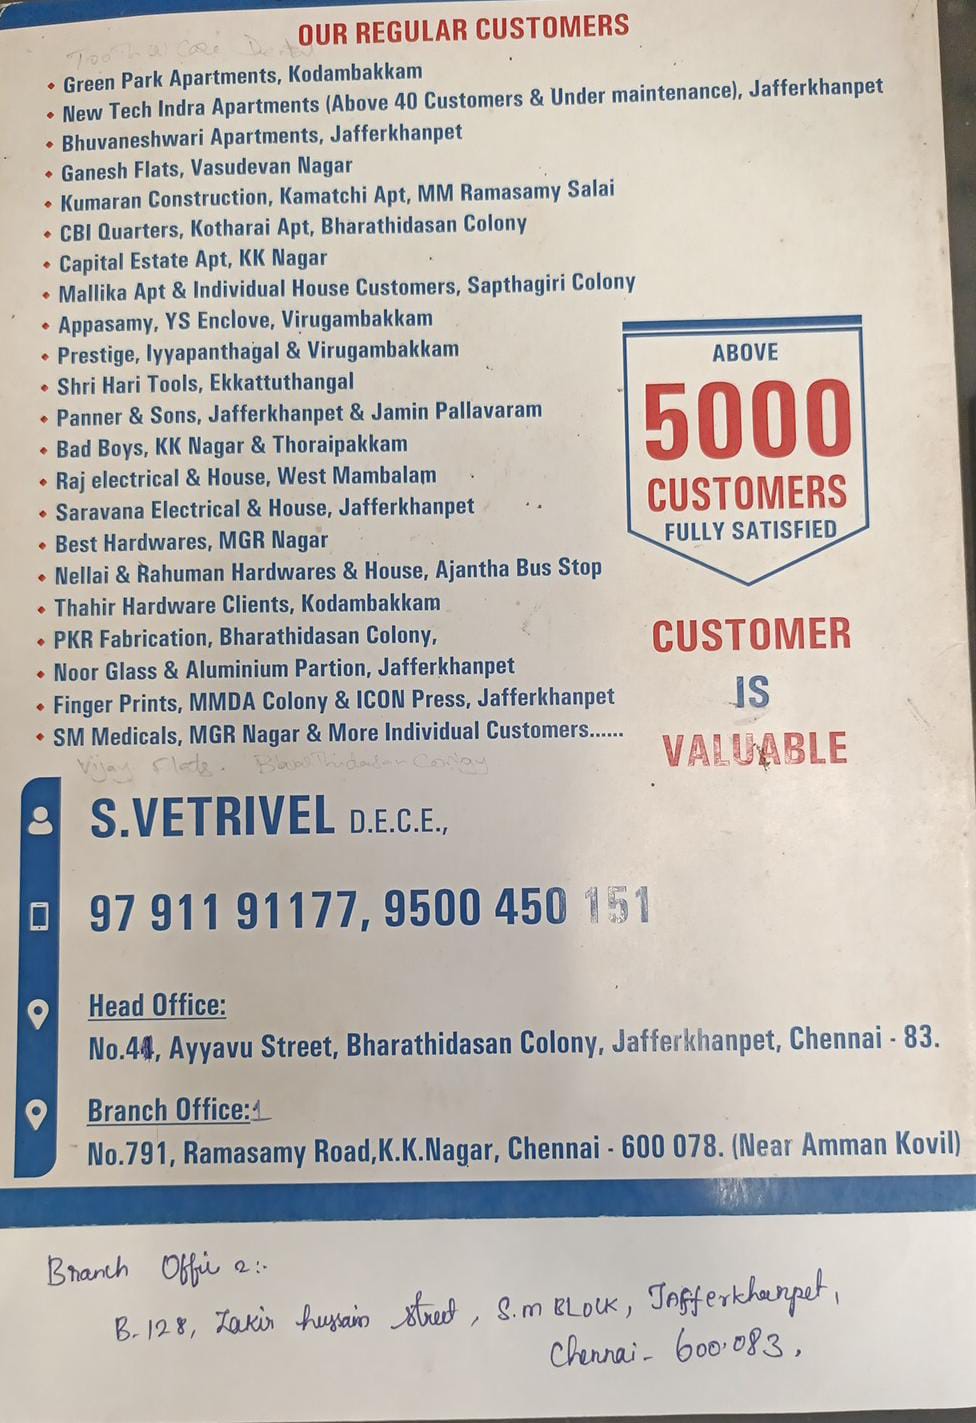 OUR REGULAR CUSTOMERS
• Green Park Apartments, Kodambakkam
• New Tech Indra Apartments (Above 40 Customers & Under maintenance), Jafferkhanpet
• Bhuvaneshwari Apartments, Jafferkhanpet
• Ganesh Flats, Vasudevan Nagar
• Kumaran Construction, Kamatchi Apt, MM Ramasamy Salai
• CBI Quarters, Kotharai Apt, Bharathidasan Colony
• Capital Estate Apt, KK Nagar
• Mallika Apt & Individual House Customers, Sapthagiri Colony
• Appasamy, YS Enclove, Virugambakkam
• Prestige, Iyyapanthagal & Virugambakkam
• Shri Hari Tools, Ekkattuthangal
• Panner & Sons, Jafferkhanpet & Jamin Pallavaram
• Bad Boys, KK Nagar & Thoraipakkam
• Raj electrical & House, West Mambalam
• Saravana Electrical & House, Jafferkhanpet
• Best Hardwares, MGR Nagar
• Nellai & Rahuman Hardwares & House, Ajantha Bus Stop
• Thahir Hardware Clients, Kodambakkam
• PKR Fabrication, Bharathidasan Colony,
• Noor Glass & Aluminium Partion, Jafferkhanpet
• Finger Prints, MMDA Colony & ICON Press, Jafferkhanpet
• SM Medicals, MGR Nagar & More Individual Customers......
Vijay Flats.
ABOVE
5000
CUSTOMERS
FULLY SATISFIED
CUSTOMER
IS
VALUABLE
S.VETRIVEL D.E.C.E.,
97 911 91177, 9500 450 151
Head Office:
No.41, Ayyavu Street, Bharathidasan Colony, Jafferkhanpet, Chennai - 83.
Branch Office:1
No.791, Ramasamy Road,K.K.Nagar, Chennai - 600 078. (Near Amman Kovil)
Branch Offic 2:-
B-128, Zakir hussain street, S.M BLOCK, Jafferkhanpet,
Chennai- 600.083.